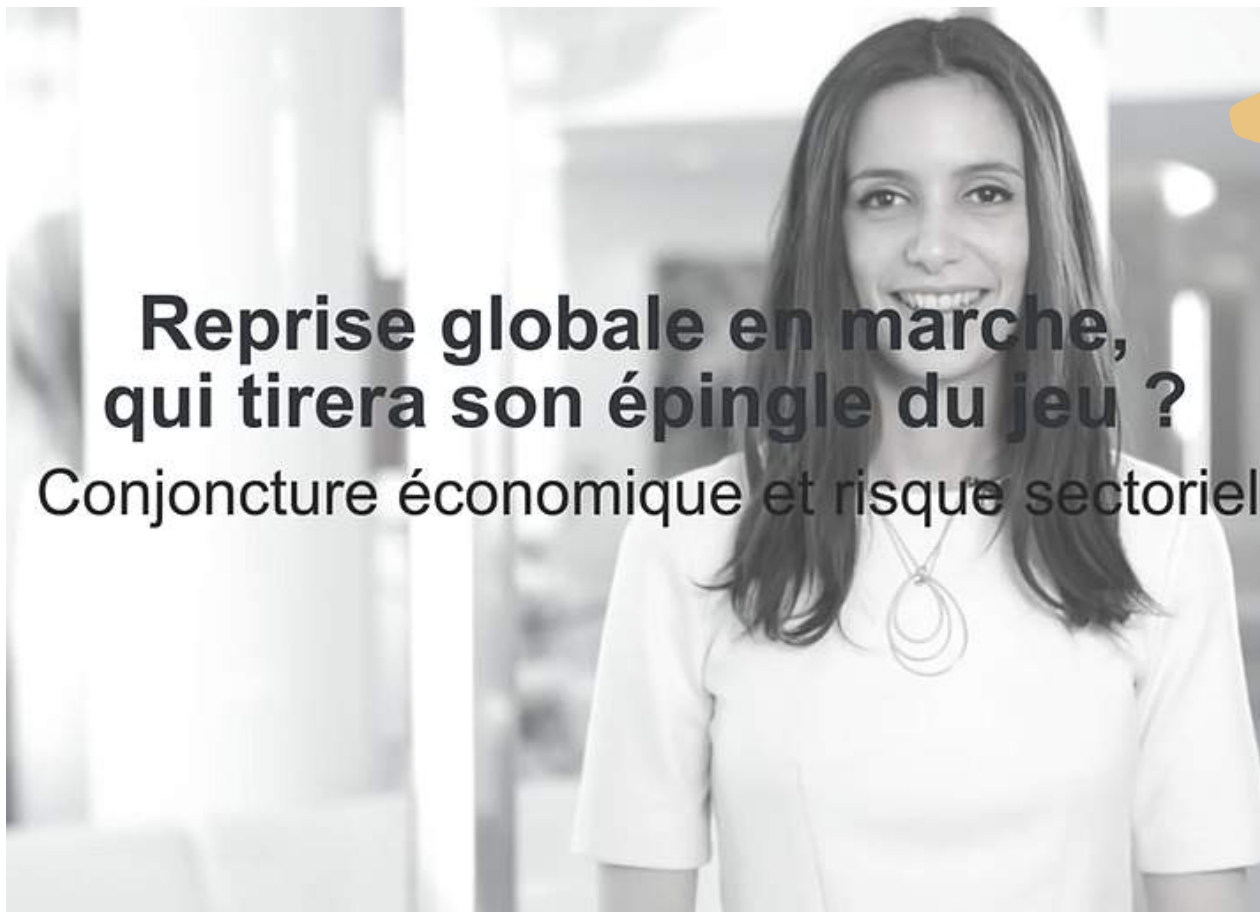 Reprise globale en marche,
qui tirera son épingle du jeu ?
Conjoncture économique et risque sectoriel